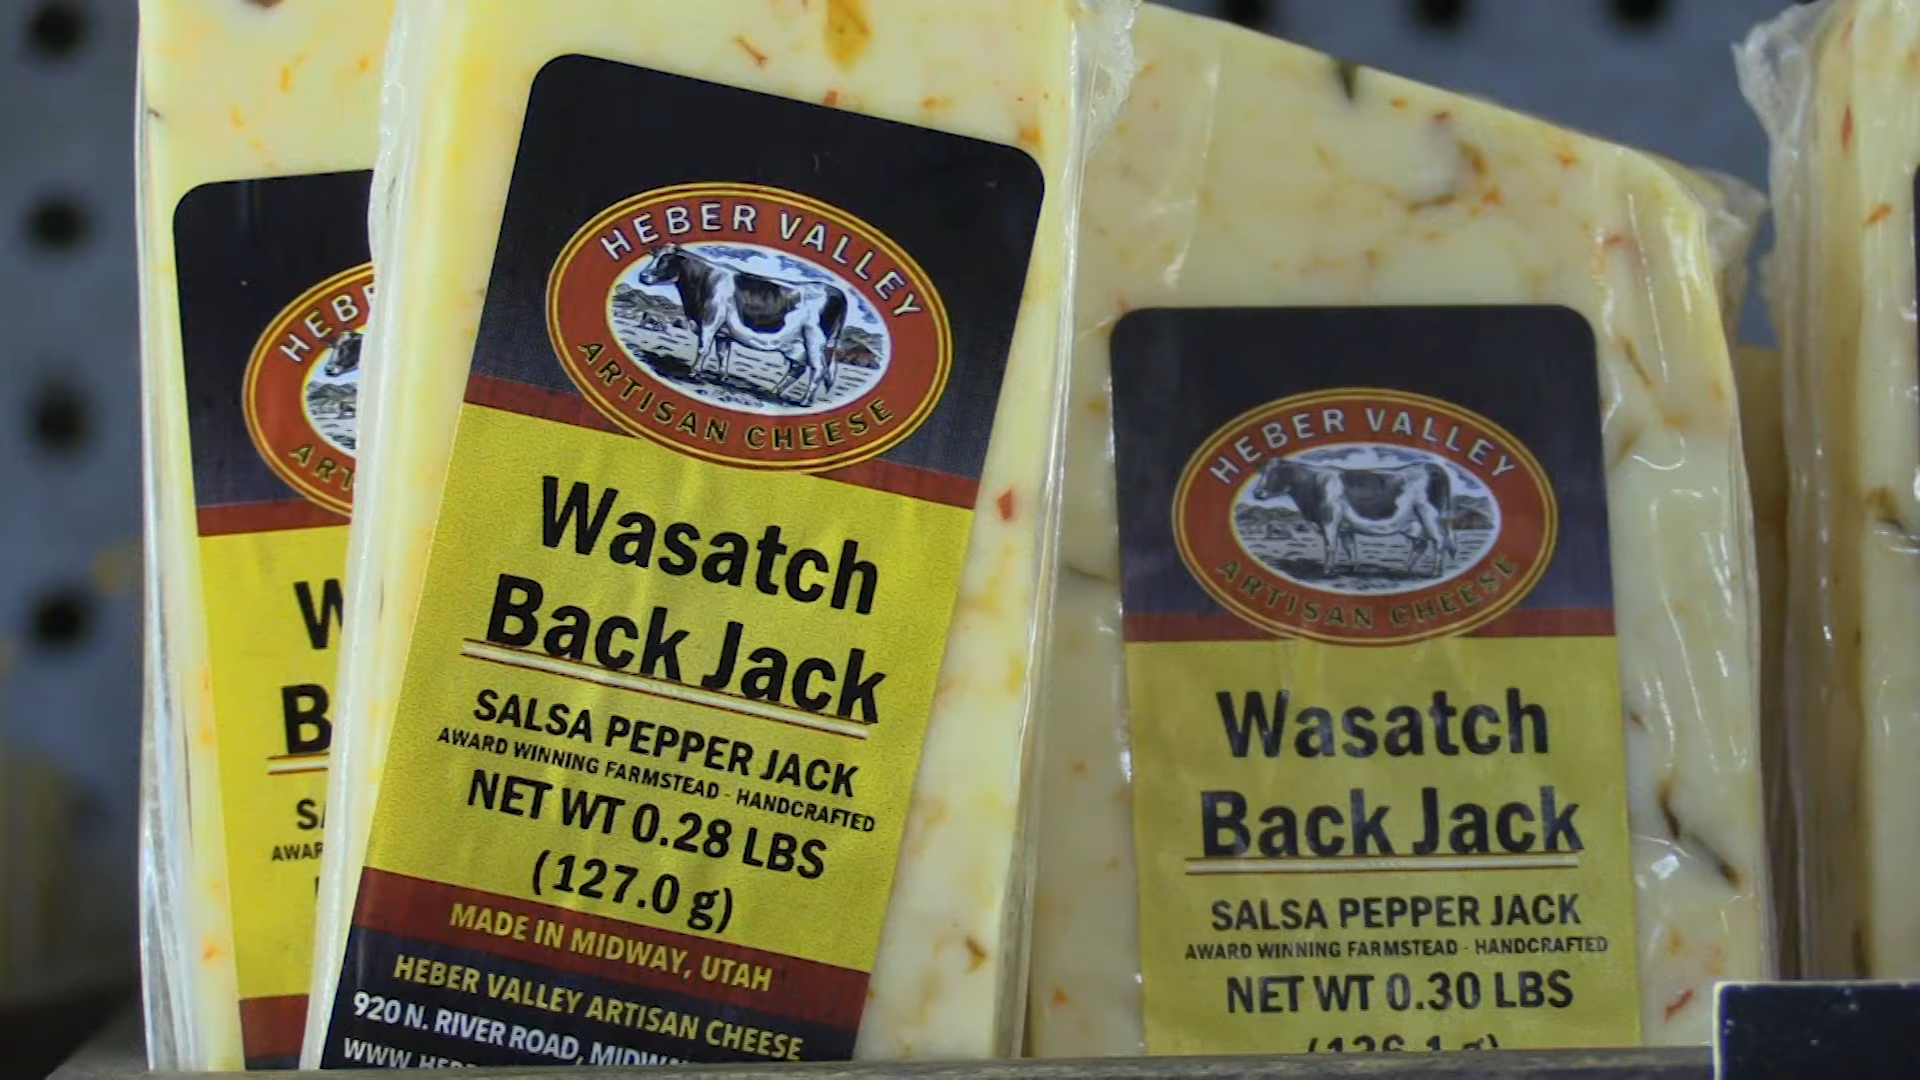 HEBER VALLEY
ARTISAN CHEESE
Wasatch
Back Jack
SALSA PEPPER JACK
AWARD WINNING FARMSTEAD - HANDCRAFTED
NET WT 0.28 LBS
(127.0 g)
MADE IN MIDWAY, UTAH
HEBER VALLEY ARTISAN CHEESE
920 N. RIVER ROAD,
HEBER VALLEY
ARTISAN CHEESE
Wasatch
Back Jack
SALSA PEPPER JACK
AWARD WINNING FARMSTEAD - HANDCRAFTED
NET WT 0.30 LBS